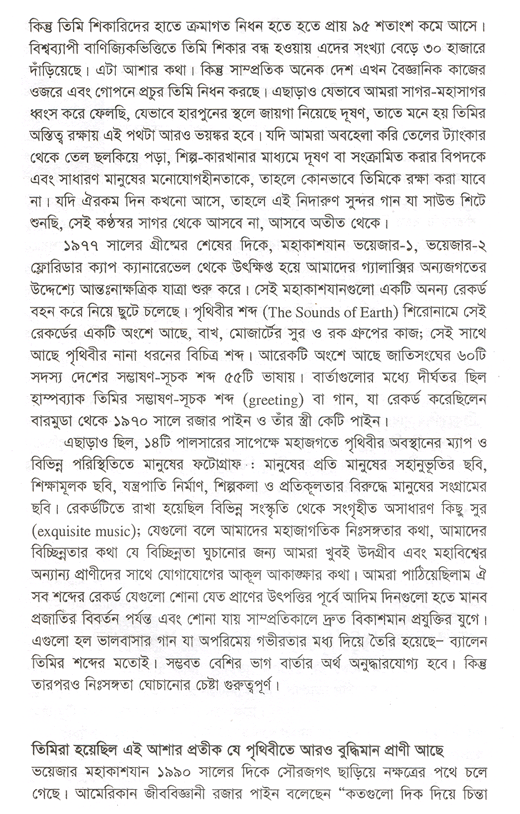 কিন্তু তিমি শিকারিদের হাতে ক্রমাগত নিধন হতে হতে প্রায় ৯৫ শতাংশ কমে আসে।
বিশ্বব্যাপী বাণিজ্যিকভিত্তিতে তিমি শিকার বন্ধ হওয়ায় এদের সংখ্যা বেড়ে ৩০ হাজারে
দাঁড়িয়েছে। এটা আশার কথা। কিন্তু সাম্প্রতিক অনেক দেশ এখন বৈজ্ঞানিক কাজের
ওজরে এবং গোপনে প্রচুর তিমি নিধন করছে। এছাড়াও যেভাবে আমরা সাগর-মহাসাগর
ধ্বংস করে ফেলছি, যেভাবে হারপুনের স্থলে জায়গা নিয়েছে দূষণ, তাতে মনে হয় তিমির
অস্তিত্ব রক্ষায় এই পথটা আরও ভয়ঙ্কর হবে। যদি আমরা অবহেলা করি তেলের ট্যাংকার
থেকে তেল ছলকিয়ে পড়া, শিল্প-কারখানার মাধ্যমে দূষণ বা সংক্রামিত করার বিপদকে
এবং সাধারণ মানুষের মনোযোগহীনতাকে, তাহলে কোনভাবে তিমিকে রক্ষা করা যাবে
না। যদি ঐরকম দিন কখনো আসে, তাহলে এই নিদারুণ সুন্দর গান যা সাউন্ড শিটে
শুনছি, সেই কণ্ঠস্বর সাগর থেকে আসবে না, আসবে অতীত থেকে।
১৯৭৭ সালের গ্রীষ্মের শেষের দিকে, মহাকাশযান ভয়েজার-১, ভয়েজার-২
ফ্লোরিডার ক্যাপ ক্যানারেভেল থেকে উৎক্ষিপ্ত হয়ে আমাদের গ্যালাক্সির অন্যজগতের
উদ্দেশ্যে আন্তঃনাক্ষত্রিক যাত্রা শুরু করে। সেই মহাকাশযানগুলো একটি অনন্য রেকর্ড
বহন করে নিয়ে ছুটে চলেছে। পৃথিবীর শব্দ (The Sounds of Earth) শিরোনামে সেই
রেকর্ডের একটি অংশে আছে, বাখ, মোজার্টের সুর ও রক গ্রুপের কাজ; সেই সাথে
আছে পৃথিবীর নানা ধরনের বিচিত্র শব্দ। আরেকটি অংশে আছে জাতিসংঘের ৬০টি
সদস্য দেশের সম্ভাষণ-সূচক শব্দ ৫৫টি ভাষায়। বার্তাগুলোর মধ্যে দীর্ঘতর ছিল
হাম্পব্যাক তিমির সম্ভাষণ-সূচক শব্দ (greeting) বা গান, যা রেকর্ড করেছিলেন
বারমুডা থেকে ১৯৭০ সালে রজার পাইন ও তাঁর স্ত্রী কেটি পাইন।
এছাড়াও ছিল, ১৪টি পালসারের সাপেক্ষে মহাজগতে পৃথিবীর অবস্থানের ম্যাপ ও
বিভিন্ন পরিস্থিতিতে মানুষের ফটোগ্রাফ : মানুষের প্রতি মানুষের সহানুভূতির ছবি,
শিক্ষামূলক ছবি, যন্ত্রপাতি নির্মাণ, শিল্পকলা ও প্রতিকূলতার বিরুদ্ধে মানুষের সংগ্রামের
ছবি। রেকর্ডটিতে রাখা হয়েছিল বিভিন্ন সংস্কৃতি থেকে সংগৃহীত অসাধারণ কিছু সুর
(exquisite music); যেগুলো বলে আমাদের মহাজাগতিক নিঃসঙ্গতার কথা, আমাদের
বিচ্ছিন্নতার কথা যে বিচ্ছিন্নতা ঘুচানোর জন্য আমরা খুবই উদগ্রীব এবং মহাবিশ্বের
অন্যান্য প্রাণীদের সাথে যোগাযোগের আকূল আকাঙ্ক্ষার কথা। আমরা পাঠিয়েছিলাম ঐ
সব শব্দের রেকর্ড যেগুলো শোনা যেত প্রাণের উৎপত্তির পূর্বে আদিম দিনগুলো হতে মানব
প্রজাতির বিবর্তন পর্যন্ত এবং শোনা যায় সাম্প্রতিকালে দ্রুত বিকাশমান প্রযুক্তির যুগে।
এগুলো হল ভালবাসার গান যা অপরিমেয় গভীরতার মধ্য দিয়ে তৈরি হয়েছে– ব্যালেন
তিমির শব্দের মতোই। সম্ভবত বেশির ভাগ বার্তার অর্থ অনুদ্ধারযোগ্য হবে। কিন্তু
তারপরও নিঃসঙ্গতা ঘোচানোর চেষ্টা গুরুত্বপূর্ণ।
তিমিরা হয়েছিল এই আশার প্রতীক যে পৃথিবীতে আরও বুদ্ধিমান প্রাণী আছে
ভয়েজার মহাকাশযান ১৯৯০ সালের দিকে সৌরজগৎ ছাড়িয়ে নক্ষত্রের পথে চলে
গেছে। আমেরিকান জীববিজ্ঞানী রজার পাইন বলেছেন “কতগুলো দিক দিয়ে চিন্তা